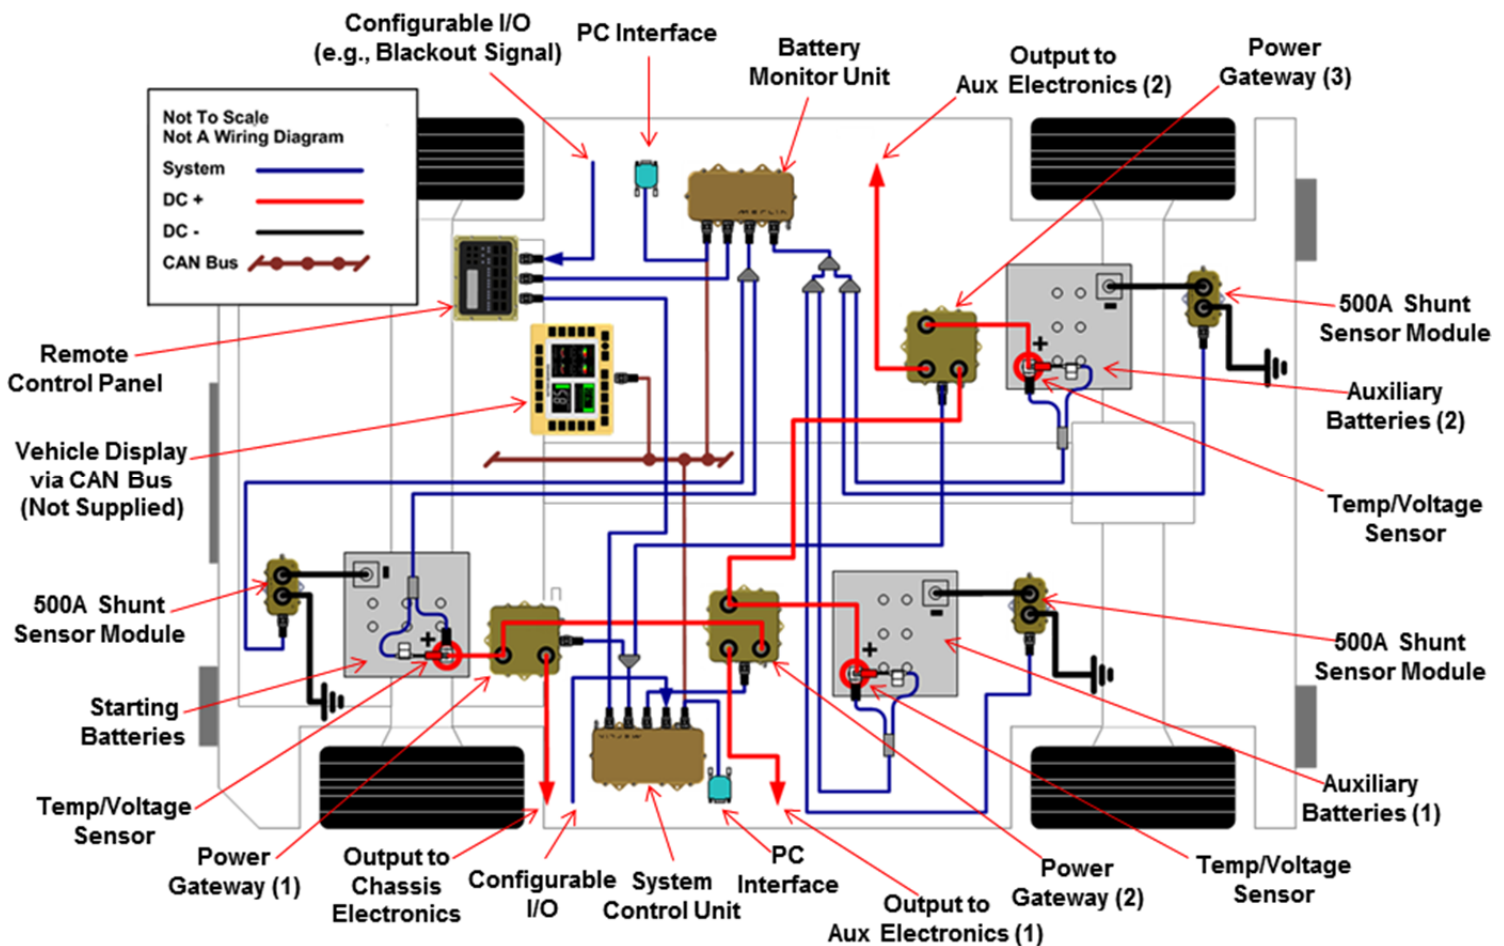 Configurable I/O
(e.g., Blackout Signal)
PC Interface
Battery
Monitor Unit
Output to
Aux Electronics (2)
Power
Gateway (3)
Not To Scale
Not A Wiring Diagram
System
DC +
DC -
CAN Bus
500A Shunt
Sensor Module
Remote
Control Panel
Auxiliary
Batteries (2)
Vehicle Display
via CAN Bus
(Not Supplied)
Temp/Voltage
Sensor
500A Shunt
Sensor Module
500A Shunt
Sensor Module
Starting
Batteries
Auxiliary
Batteries (1)
Temp/Voltage
Sensor
Power
Gateway (1)
Output to
Chassis
Electronics
Configurable
I/O
System
Control Unit
PC
Interface
Output to
Aux Electronics (1)
Power
Gateway (2)
Temp/Voltage
Sensor